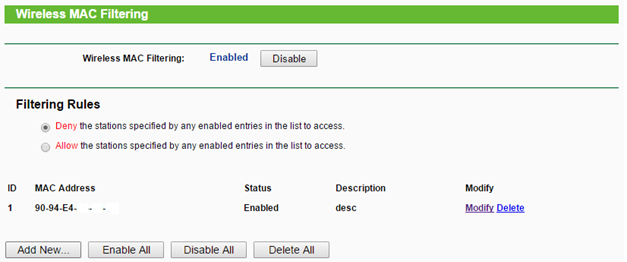 Wireless MAC Filtering
Wireless MAC Filtering: Enabled Disable
Filtering Rules
Deny the stations specified by any enabled entries in the list to access.
Allow the stations specified by any enabled entries in the list to access.
ID MAC Address Status Description Modify
1 90-94-E4- - - - Enabled desc Modify Delete
Add New... Enable All Disable All Delete All